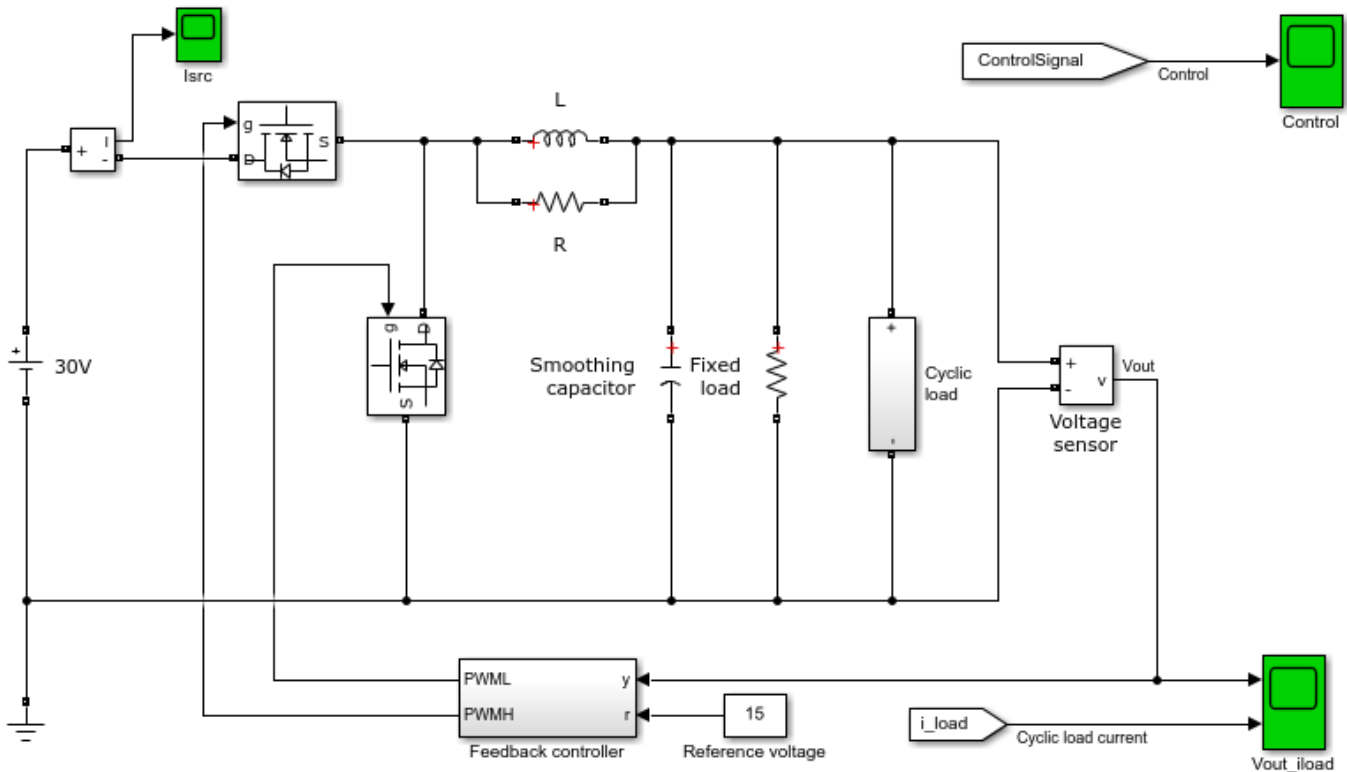 Isrc
ControlSignal
Control
Control
L
g
S
D
+
I
-
R
+
30V
g
D
S
Smoothing
capacitor
Fixed
load
+
-
Cyclic
load
+
-
v
Vout
Voltage
sensor
PWML
PWMH
y
r
Feedback controller
15
Reference voltage
i_load
Cyclic load current
Vout_iload